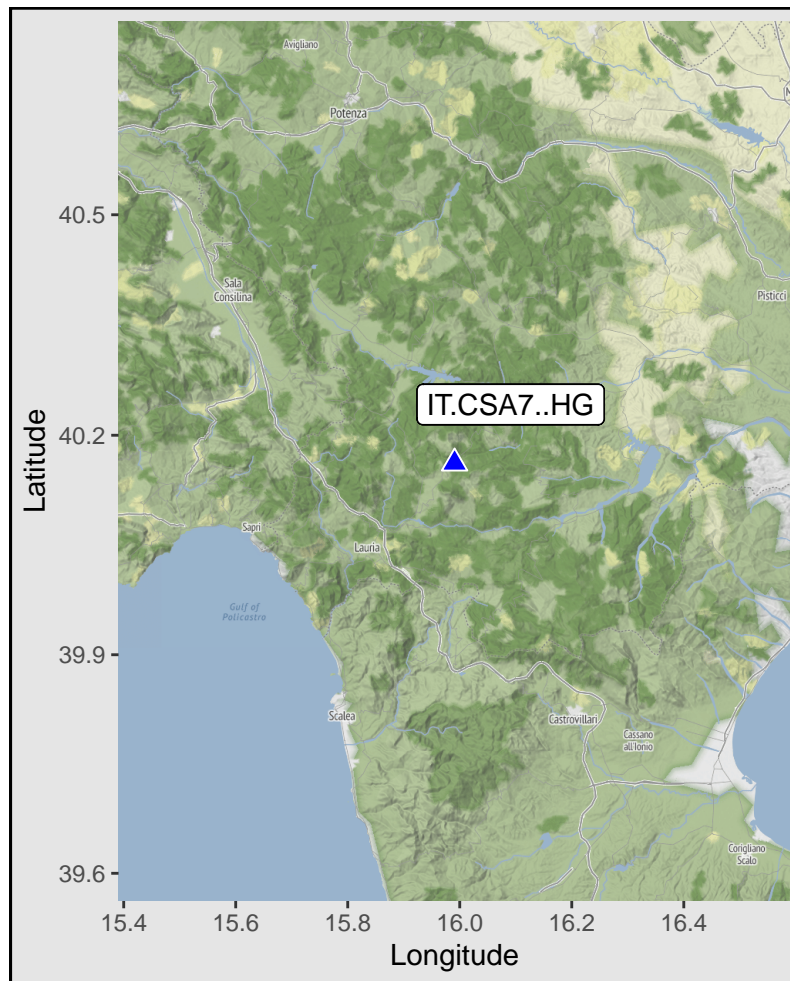 Avigliano
Potenza
M
40.5
Sala
Consilina
Pisticci
IT.CSA7..HG
40.2
Latitude
Sapri
Lauria
Gulf of
Policastro
39.9
Scalea
Castrovillari
Cassano
all'Ionio
Corigliano
Scalo
39.6
15.4 15.6 15.8 16.0 16.2 16.4
Longitude